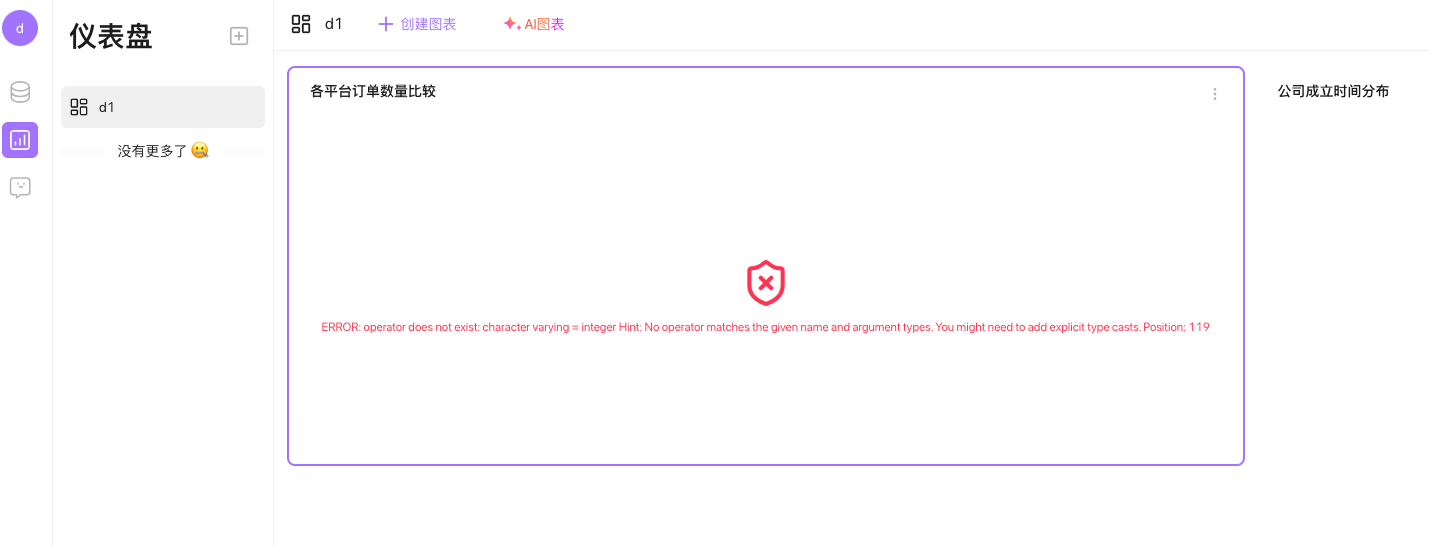 d
仪表盘
d1
没有更多了🤐
d1
创建图表
AI图表
各平台订单数量比较
ERROR: operator does not exist: character varying = integer Hint: No operator matches the given name and argument types. You might need to add explicit type casts. Position: 119
公司成立时间分布